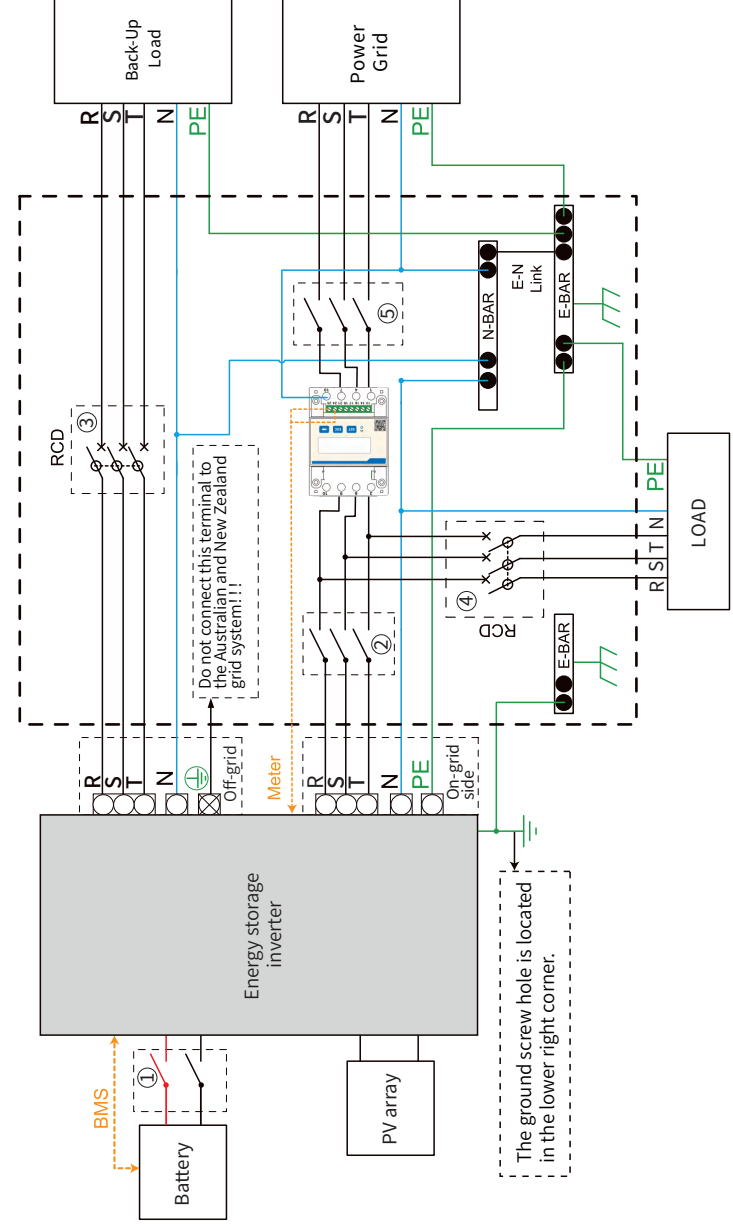 Back-Up
Load
Power
Grid
R
S
T
N
PE
R
S
T
N
PE
E-N
Link
N-BAR
E-BAR
⑤
RCD
③
Do not connect this terminal to
the Australian and New Zealand
grid system!!!
②
④
RCD
PE
N
T
S
R
LOAD
E-BAR
R
S
T
N
Off-grid
Meter
R
S
T
N
PE
On-grid
side
Energy storage
inverter
The ground screw hole is located
in the lower right corner.
BMS
①
Battery
PV array